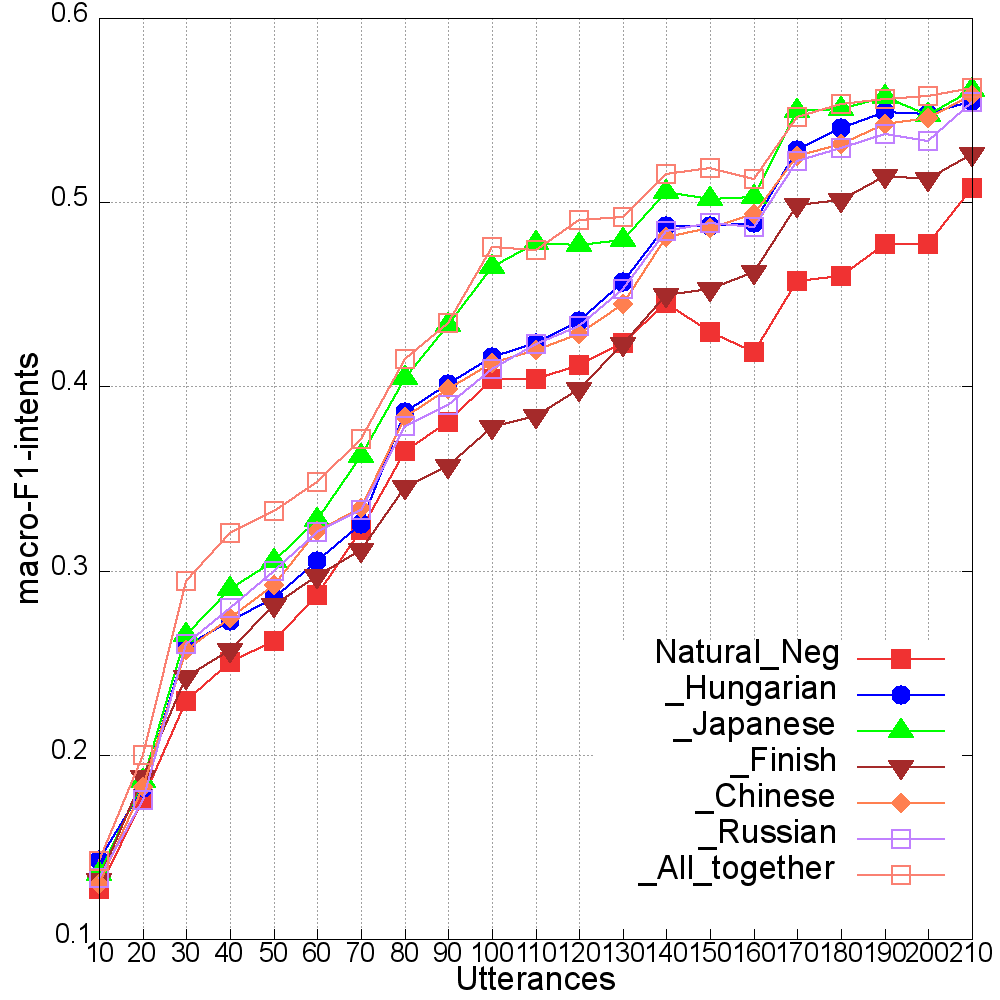 0.6
0.5
0.4
0.3
0.2
0.1
macro-F1-intents
Natural_Neg
_Hungarian
_Japanese
_Finish
_Chinese
_Russian
_All_together
10 20 30 40 50 60 70 80 90 100 110 120 130 140 150 160 170 180 190 200 210
Utterances